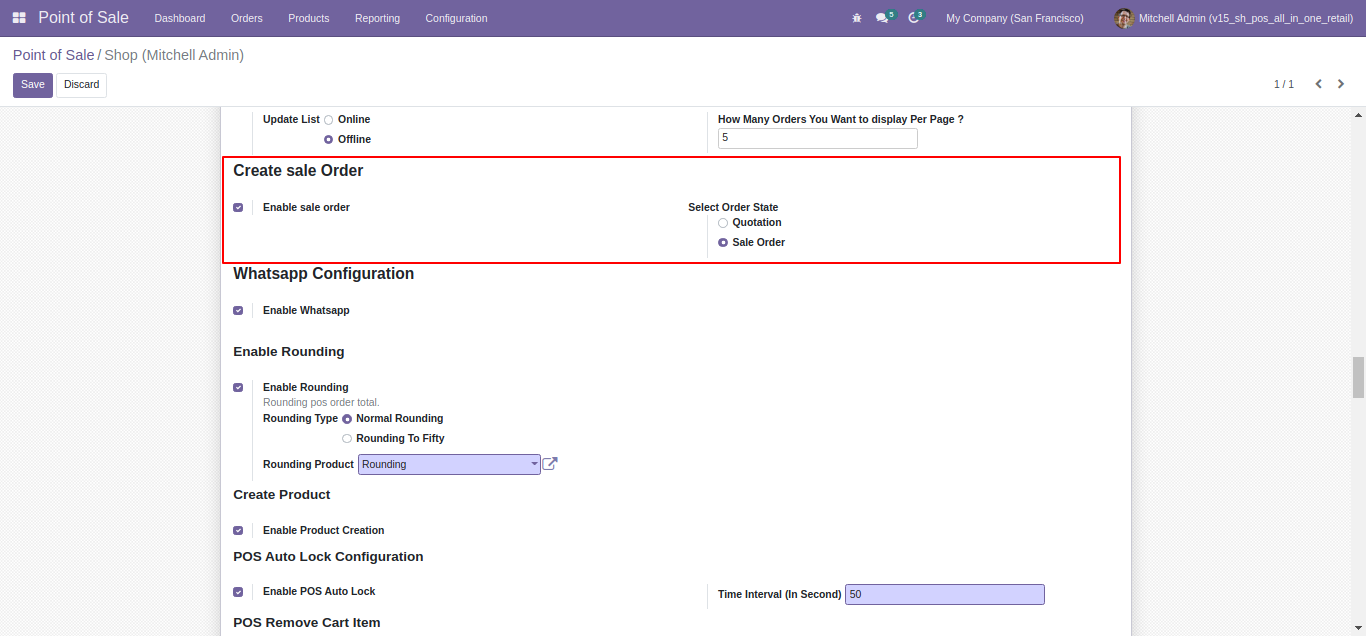 Point of Sale Dashboard Orders Products Reporting Configuration 5 3 My Company (San Francisco) Mitchell Admin (v15_sh_pos_all_in_one_retail)
Point of Sale / Shop (Mitchell Admin)
Save Discard 1 / 1
Update List Online How Many Orders You Want to display Per Page ?
Offline 5
Create sale Order
Enable sale order Select Order State
Quotation
Sale Order
Whatsapp Configuration
Enable Whatsapp
Enable Rounding
Enable Rounding
Rounding pos order total.
Rounding Type Normal Rounding
Rounding To Fifty
Rounding Product Rounding
Create Product
Enable Product Creation
POS Auto Lock Configuration
Enable POS Auto Lock Time Interval (In Second) 50
POS Remove Cart Item